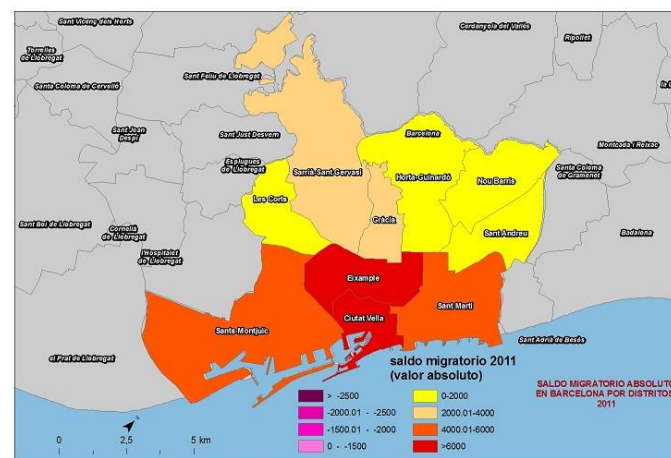 Sant Vicenç dels Horts
Cerdanyola del Vallès
Ripollet
Torrelles
de Llobregat
Sant Feliu de Llobregat
Santa Coloma de Cervelló
Sant Joan
Despí
Sant Just Desvern
Barcelona
Montcada i Reixac
Esplugues
de Llobregat
Sarrià-Sant Gervasi
Horta-Guinardó
Nou Barris
Santa Coloma
de Gramenet
Les Corts
Gràcia
Sant Boi de Llobregat
Cornellà
de Llobregat
Sant Andreu
Badalona
l'Hospitalet
de Llobregat
Eixample
Sant Martí
Ciutat Vella
Sants-Montjuïc
Sant Adrià de Besòs
el Prat de Llobregat
saldo migratorio 2011
(valor absoluto)
> -2500
-2000.01 - -2500
-1500.01 - -2000
0 - -1500
0-2000
2000.01-4000
4000.01-6000
>6000
SALDO MIGRATORIO ABSOLUTO
EN BARCELONA POR DISTRITOS
2011
0 2,5 5 km